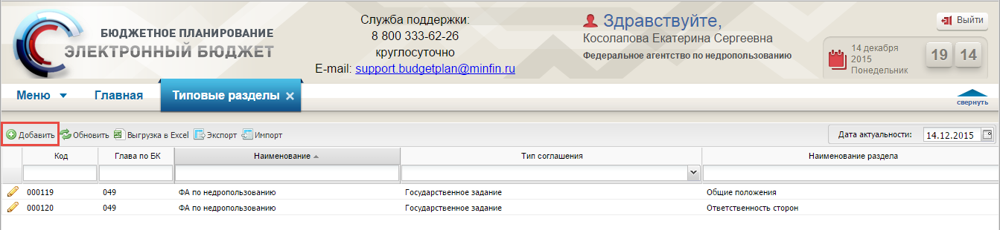 БЮДЖЕТНОЕ ПЛАНИРОВАНИЕ
ЭЛЕКТРОННЫЙ БЮДЖЕТ
Служба поддержки:
8 800 333-62-26
круглосуточно
E-mail: support.budgetplan@minfin.ru
Здравствуйте,
Косолапова Екатерина Сергеевна
Федеральное агентство по недропользованию
Выйти
14 декабря
2015
Понедельник
19 14
Меню Главная Типовые разделы
свернуть
Добавить Обновить Выгрузка в Excel Экспорт Импорт Дата актуальности: 14.12.2015
Код Глава по БК Наименование Тип соглашения Наименование раздела
000119 049 ФА по недропользованию Государственное задание Общие положения
000120 049 ФА по недропользованию Государственное задание Ответственность сторон